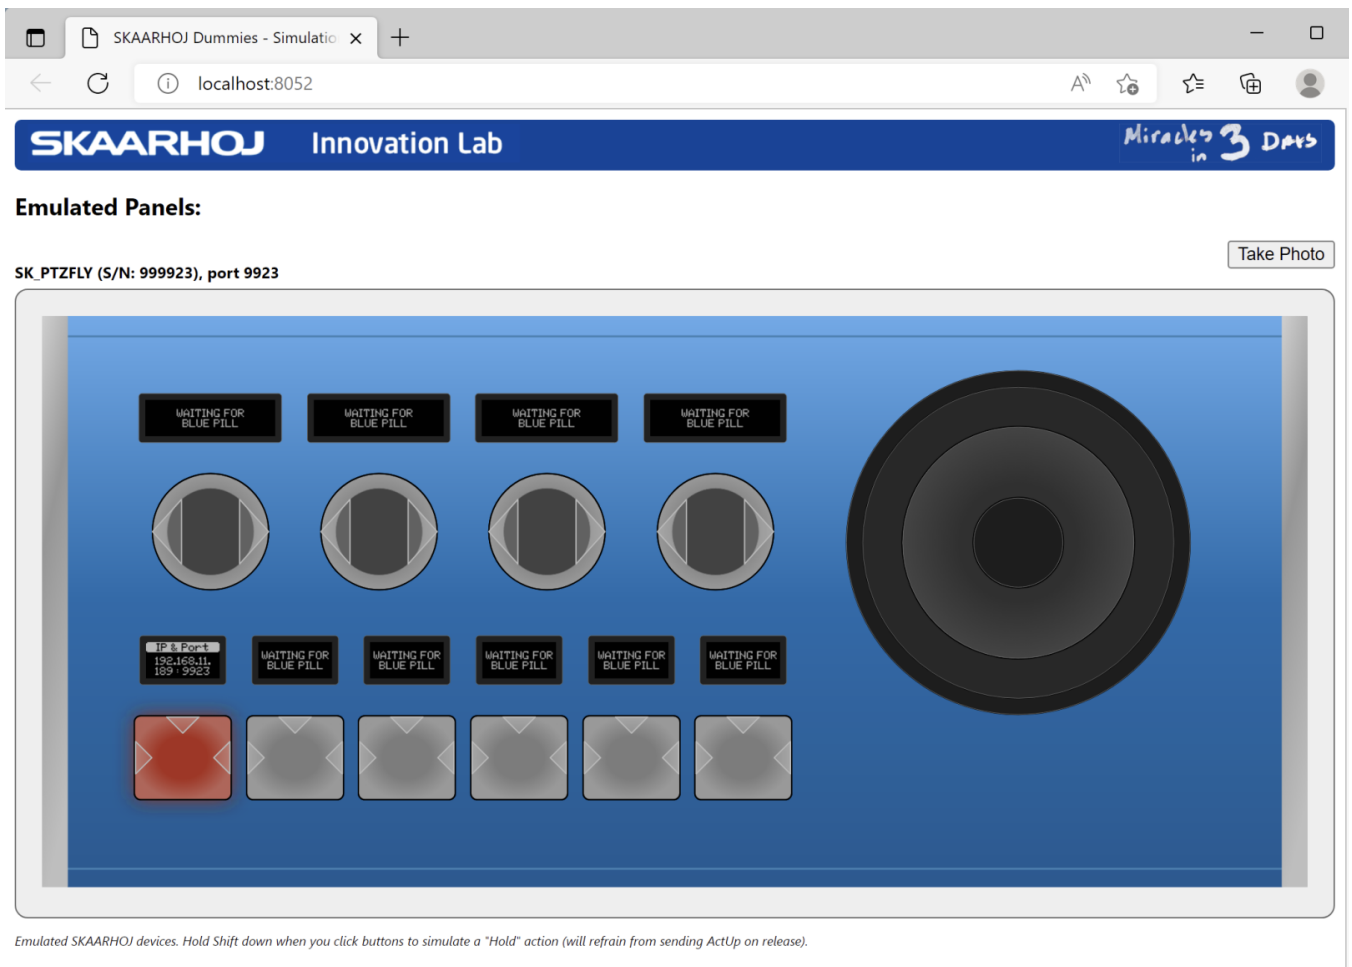 SKAARHOJ Dummies - Simulatio
localhost:8052
SKAARHOJ Innovation Lab
Miracles in 3 Days
Emulated Panels:
Take Photo
SK_PTZFLY (S/N: 999923), port 9923
WAITING FOR
BLUE PILL
WAITING FOR
BLUE PILL
WAITING FOR
BLUE PILL
WAITING FOR
BLUE PILL
IP & Port
192.168.11.
189:9923
WAITING FOR
BLUE PILL
WAITING FOR
BLUE PILL
WAITING FOR
BLUE PILL
WAITING FOR
BLUE PILL
WAITING FOR
BLUE PILL
Emulated SKAARHOJ devices. Hold Shift down when you click buttons to simulate a "Hold" action (will refrain from sending ActUp on release).